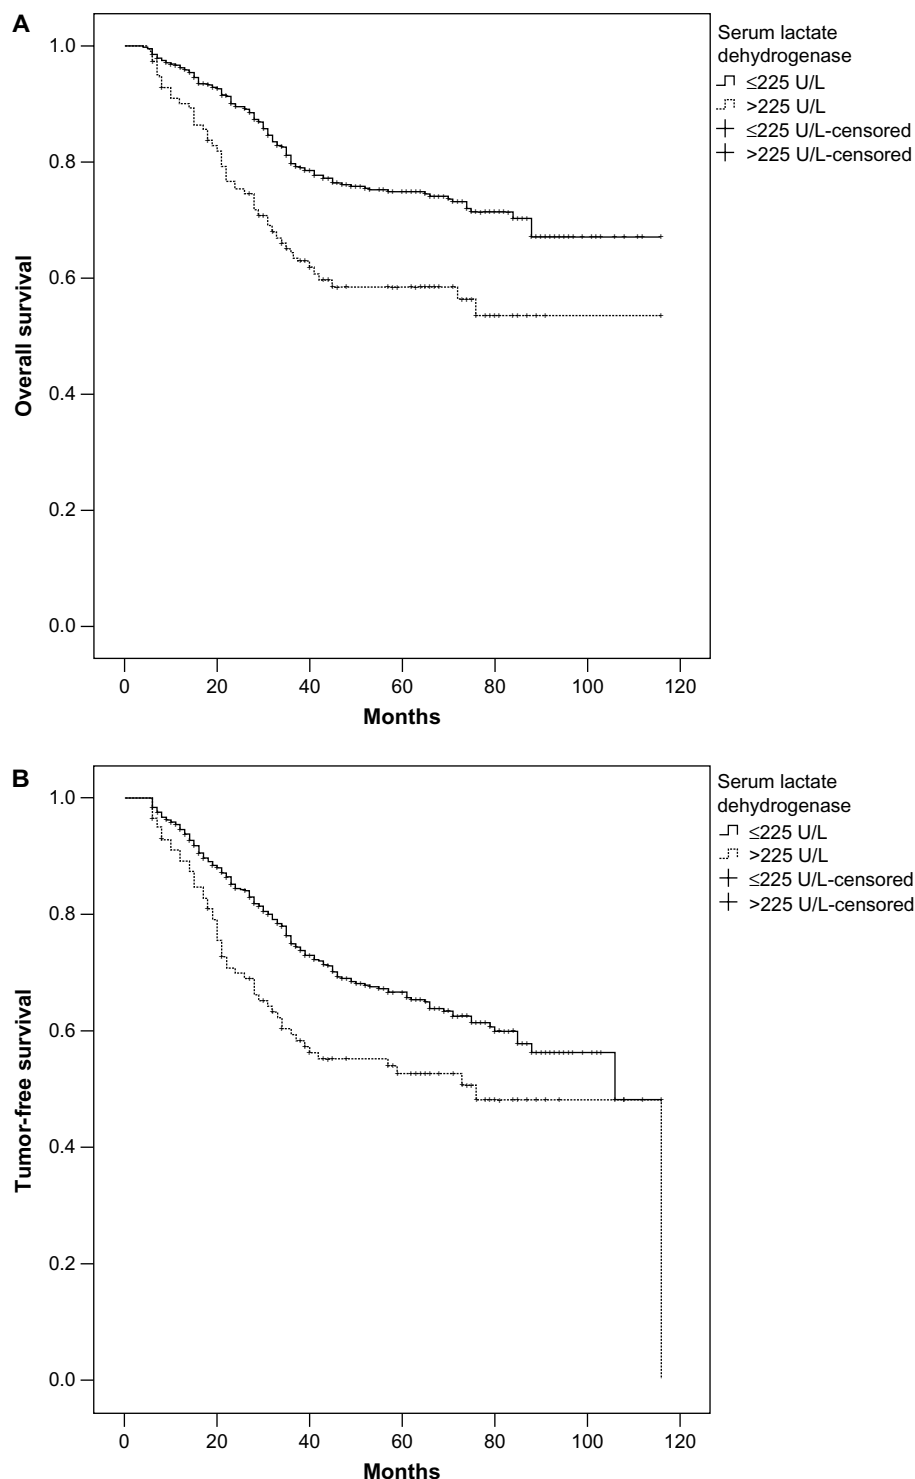 A
Serum lactate
dehydrogenase
≤225 U/L
>225 U/L
≤225 U/L-censored
>225 U/L-censored
1.0
0.8
0.6
0.4
0.2
0.0
Overall survival
0 20 40 60 80 100 120
Months
B
Serum lactate
dehydrogenase
≤225 U/L
>225 U/L
≤225 U/L-censored
>225 U/L-censored
1.0
0.8
0.6
0.4
0.2
0.0
Tumor-free survival
0 20 40 60 80 100 120
Months